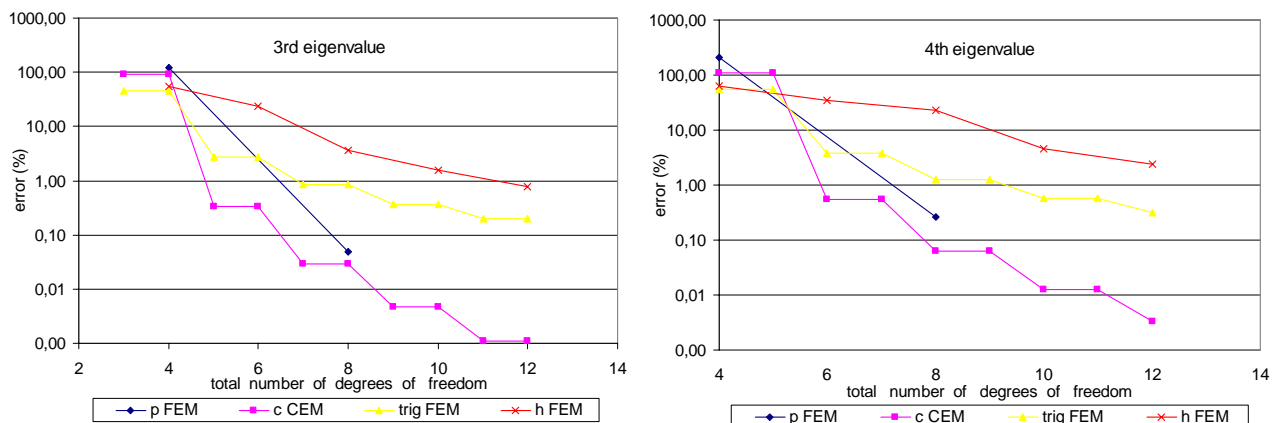 1000,00
3rd eigenvalue
100,00
10,00
1,00
0,10
0,01
0,00
error (%)
2 4 6 8 10 12 14
total number of degrees of freedom
p FEM c CEM trig FEM h FEM
1000,00
4th eigenvalue
100,00
10,00
1,00
0,10
0,01
0,00
error (%)
4 6 8 10 12 14
total number of degrees of freedom
p FEM c CEM trig FEM h FEM